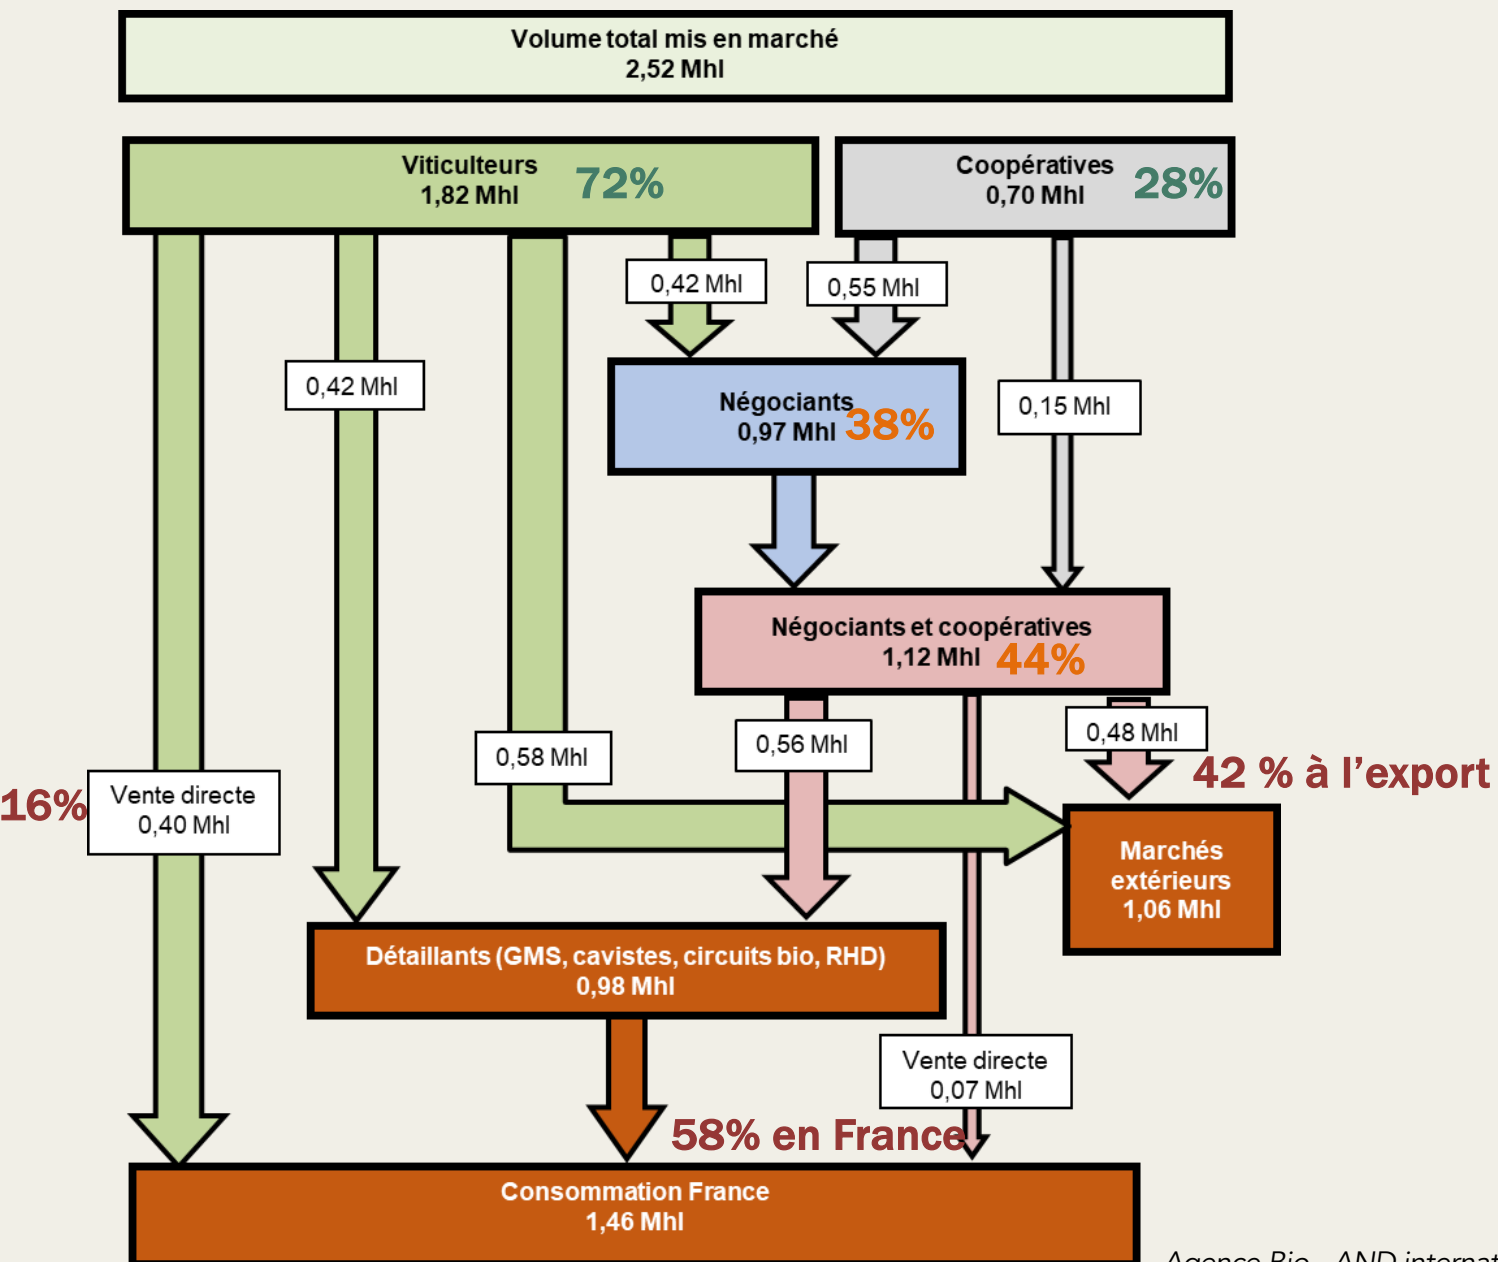 Volume total mis en marché
2,52 Mhl
Viticulteurs
1,82 Mhl
72%
Coopératives
0,70 Mhl
28%
0,42 Mhl
0,55 Mhl
0,42 Mhl
Négociants
0,97 Mhl
38%
0,15 Mhl
Négociants et coopératives
1,12 Mhl
44%
0,58 Mhl
0,56 Mhl
0,48 Mhl
42 % à l’export
16%
Vente directe
0,40 Mhl
Marchés
extérieurs
1,06 Mhl
Détaillants (GMS, cavistes, circuits bio, RHD)
0,98 Mhl
Vente directe
0,07 Mhl
58% en France
Consommation France
1,46 Mhl
Agence Bio - AND